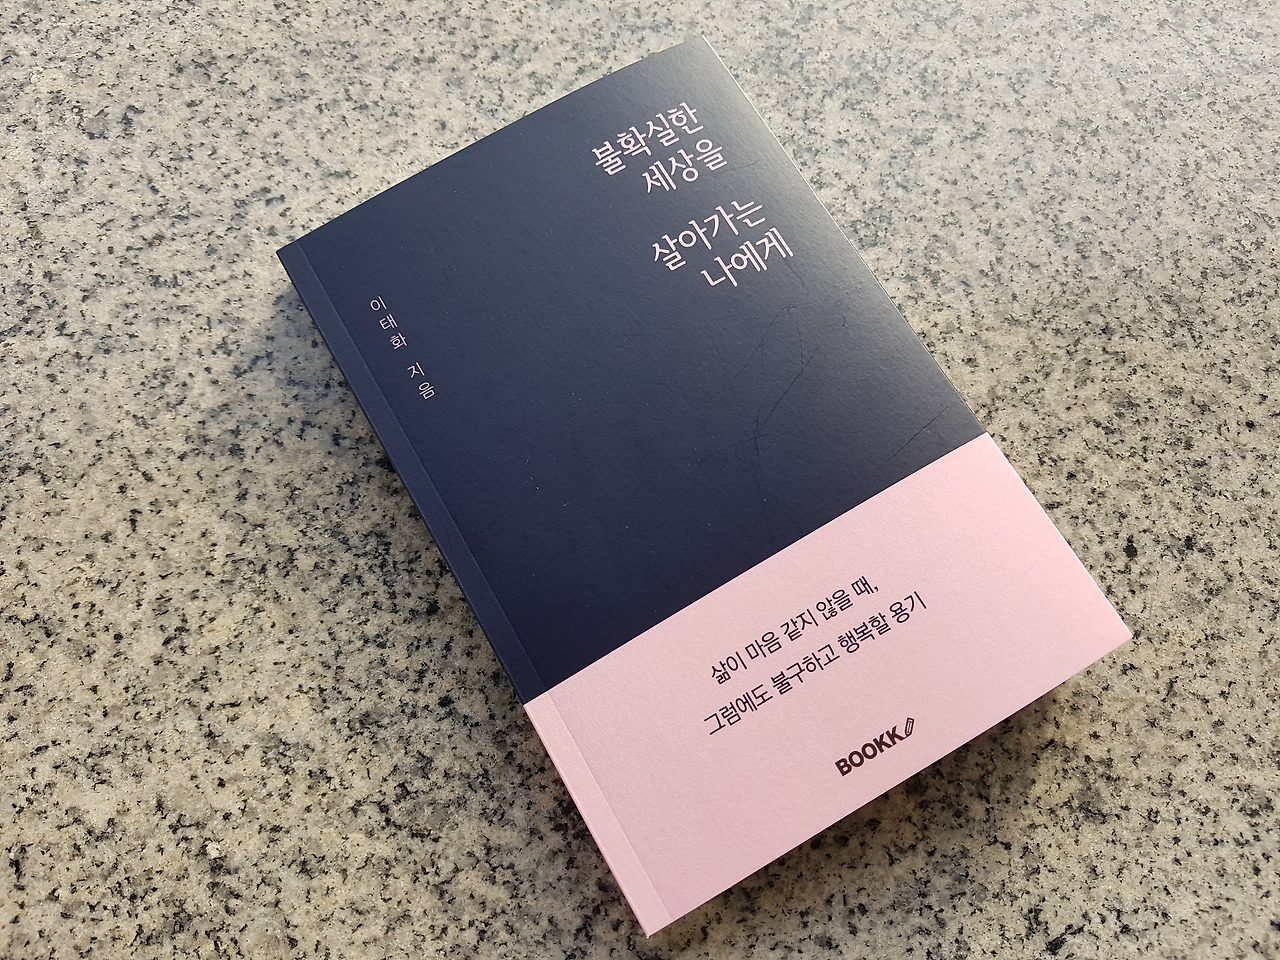 불확실한
세상을
살아가는
나에게
이태화 지음
삶이 마음 같지 않을 때,
그럼에도 불구하고 행복할 용기
BOOKK